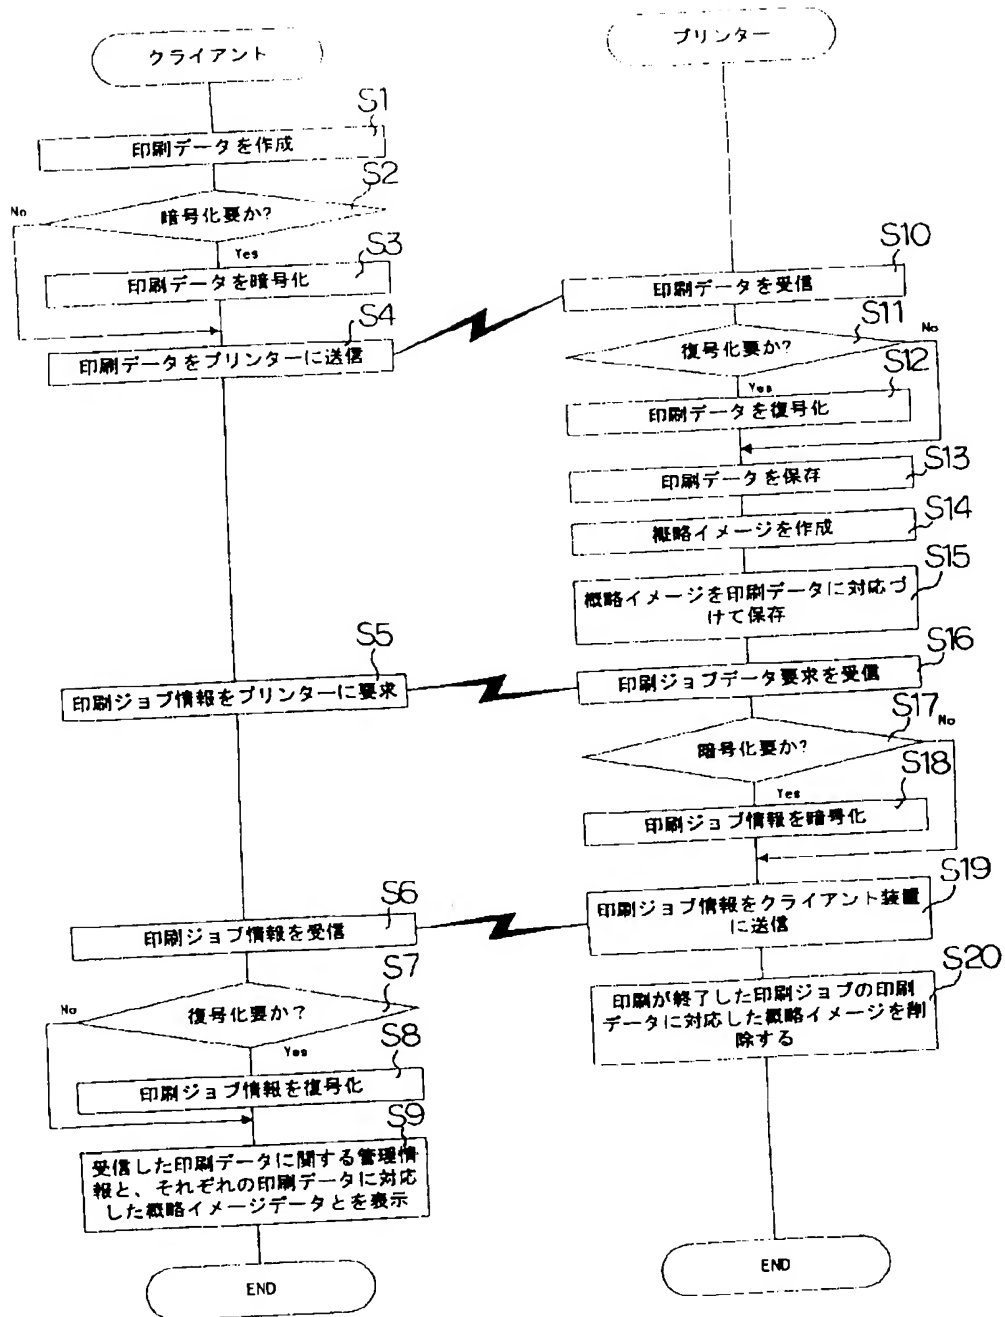 クライアント
S1
印刷データを作成
S2
暗号化要か?
No
Yes
S3
印刷データを暗号化
S4
印刷データをプリンターに送信
S5
印刷ジョブ情報をプリンターに要求
S6
印刷ジョブ情報を受信
S7
復号化要か?
No
Yes
S8
印刷ジョブ情報を復号化
S9
受信した印刷データに関する管理情
報と、それぞれの印刷データに対応
した概略イメージデータとを表示
END
プリンター
S10
印刷データを受信
S11
復号化要か?
No
Yes
S12
印刷データを復号化
S13
印刷データを保存
S14
概略イメージを作成
S15
概略イメージを印刷データに対応づ
けて保存
S16
印刷ジョブデータ要求を受信
S17
暗号化要か?
No
Yes
S18
印刷ジョブ情報を暗号化
S19
印刷ジョブ情報をクライアント装置
に送信
S20
印刷が終了した印刷ジョブの印刷
データに対応した概略イメージを削
除する
END